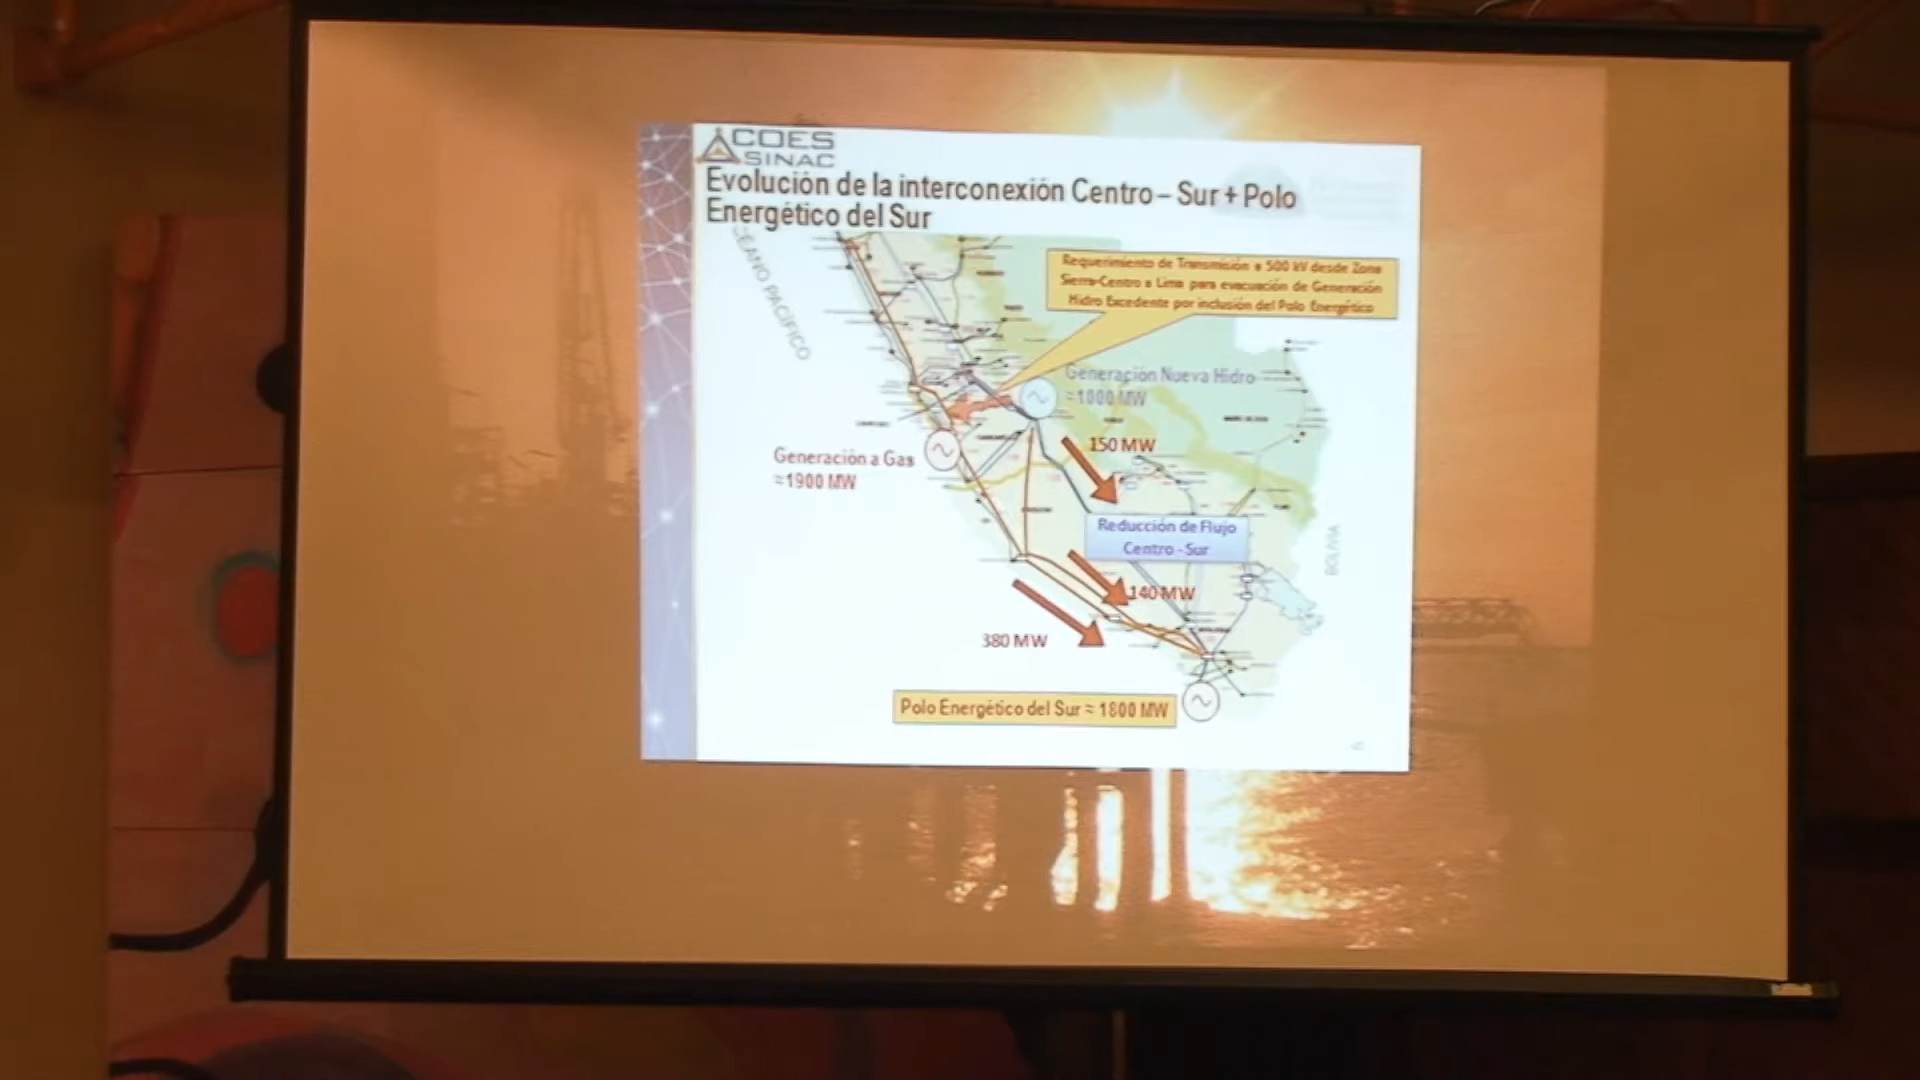 COES
SINAC
Evolución de la interconexión Centro – Sur + Polo
Energético del Sur
OCEANO PACÍFICO
Requerimiento de Transmisión a 500 kV desde Zona
Sierra-Centro a Lima para evacuación de Generación
Hidro Excedente por inclusión del Polo Energético
Generación Nueva Hidro
≈1000 MW
150 MW
Generación a Gas
≈1900 MW
Reducción de Flujo
Centro - Sur
BOLIVIA
140 MW
380 MW
Polo Energético del Sur ≈ 1800 MW